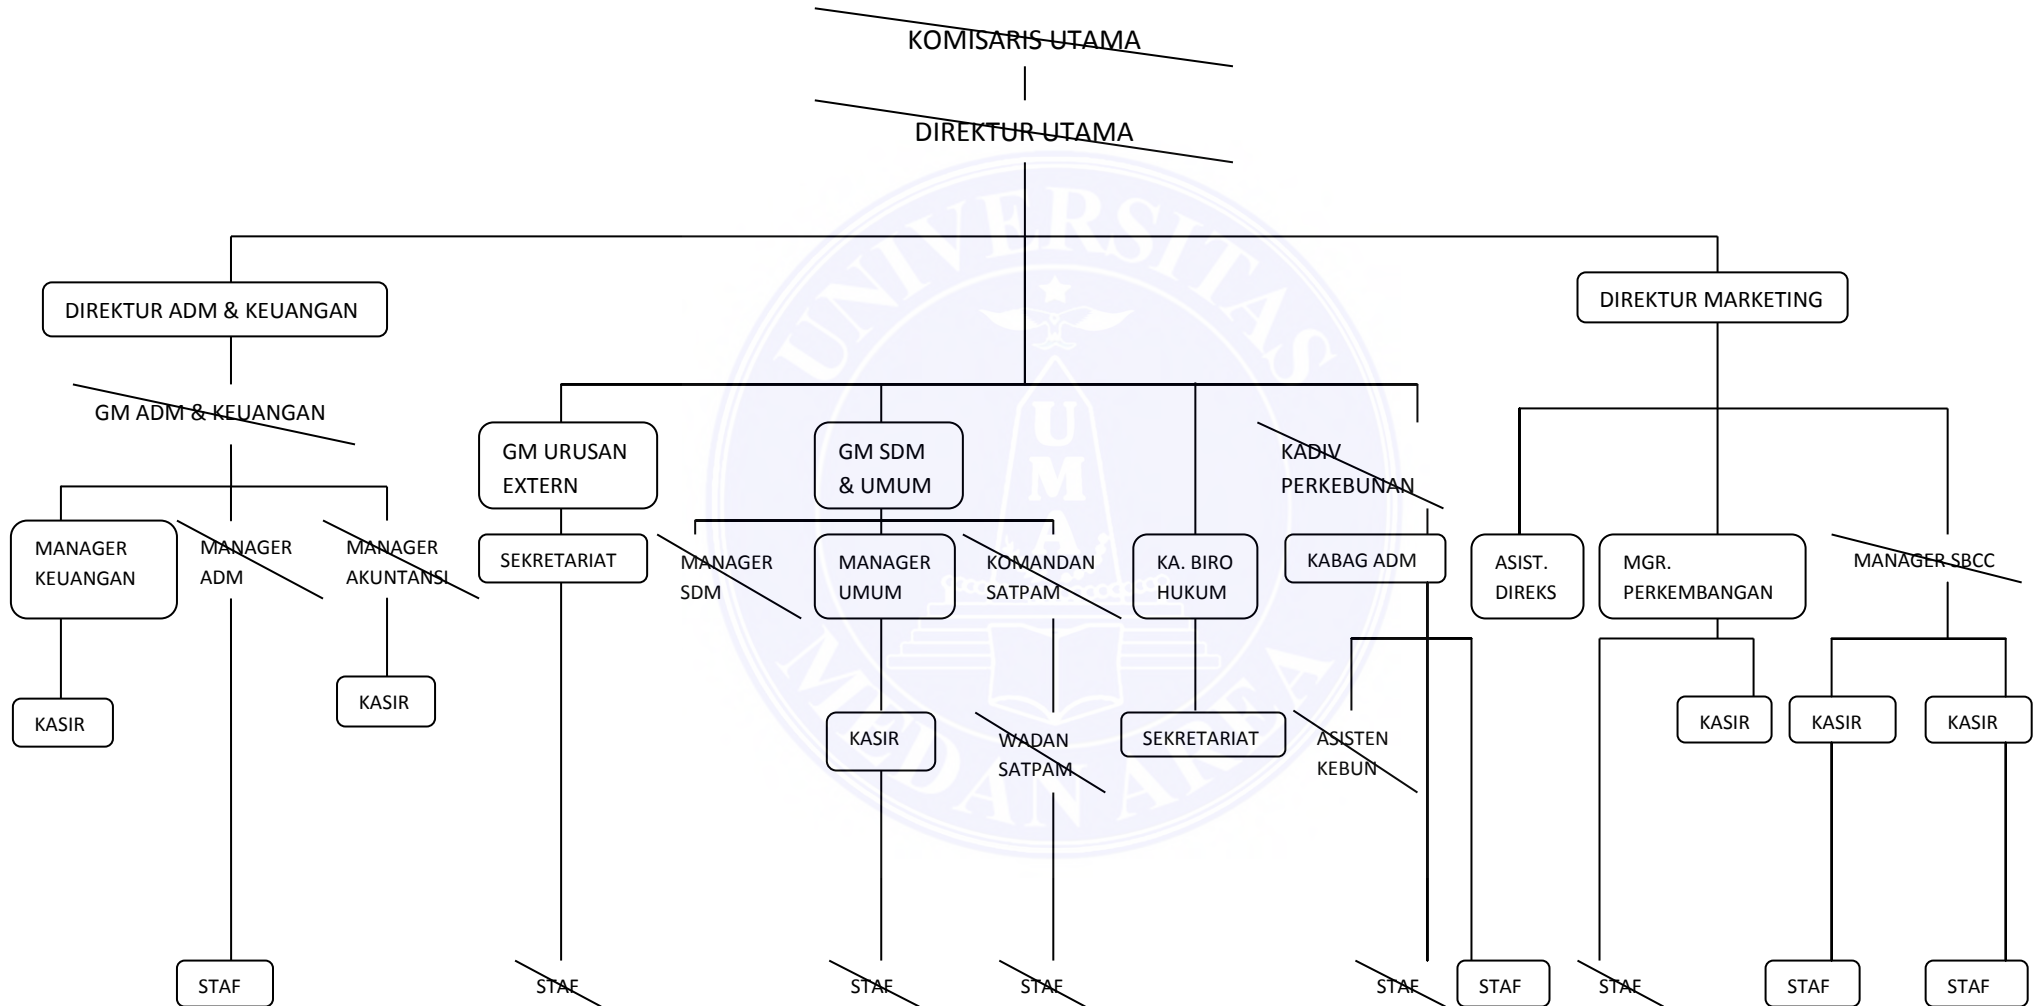 KOMISARIS UTAMA
DIREKTUR UTAMA
UNIVERSITAS
MEDAN AREA
U
M
A
DIREKTUR ADM & KEUANGAN
DIREKTUR MARKETING
GM ADM & KEUANGAN
GM URUSAN
EXTERN
GM SDM
& UMUM
KADIV
PERKEBUNAN
MANAGER
KEUANGAN
MANAGER
ADM
MANAGER
AKUNTANSI
SEKRETARIAT
MANAGER
SDM
MANAGER
UMUM
KOMANDAN
SATPAM
KA. BIRO
HUKUM
KABAG ADM
ASIST.
DIREKS
MGR.
PERKEMBANGAN
MANAGER SBCC
KASIR
KASIR
KASIR
WADAN
SATPAM
SEKRETARIAT
ASISTEN
KEBUN
KASIR
KASIR
KASIR
STAF
STAF
STAF
STAF
STAF
STAF
STAF
STAF
STAF